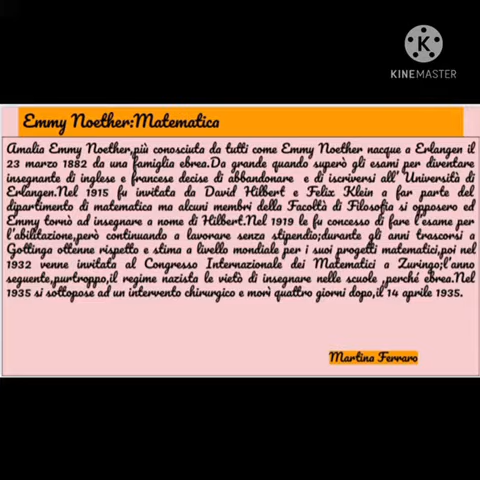 KINEMASTER
Emmy Noether:Matematica
Amalia Emmy Noether,più conosciuta da tutti come Emmy Noether nacque a Erlangen il
23 marzo 1882 da una famiglia ebrea.Da grande quando superò gli esami per diventare
insegnante di inglese e francese decise di abbandonare e di iscriversi all' Università di
Erlangen.Nel 1915 fu invitata da David Hilbert e Felix Klein a far parte del
dipartimento di matematica ma alcuni membri della Facoltà di Filosofia si opposero ed
Emmy tornò ad insegnare a nome di Hilbert.Nel 1919 le fu concesso di fare l'esame per
l'abilitazione,però continuando a lavorare senza stipendio;durante gli anni trascorsi a
Gottinga ottenne rispetto e stima a livello mondiale per i suoi progetti matematici,poi nel
1932 venne invitata al Congresso Internazionale dei Matematici a Zuringo;l'anno
seguente,purtroppo,il regime nazista le vietò di insegnare nelle scuole ,perché ebrea.Nel
1935 si sottopose ad un intervento chirurgico e morì quattro giorni dopo,il 14 aprile 1935.
Martina Ferraro